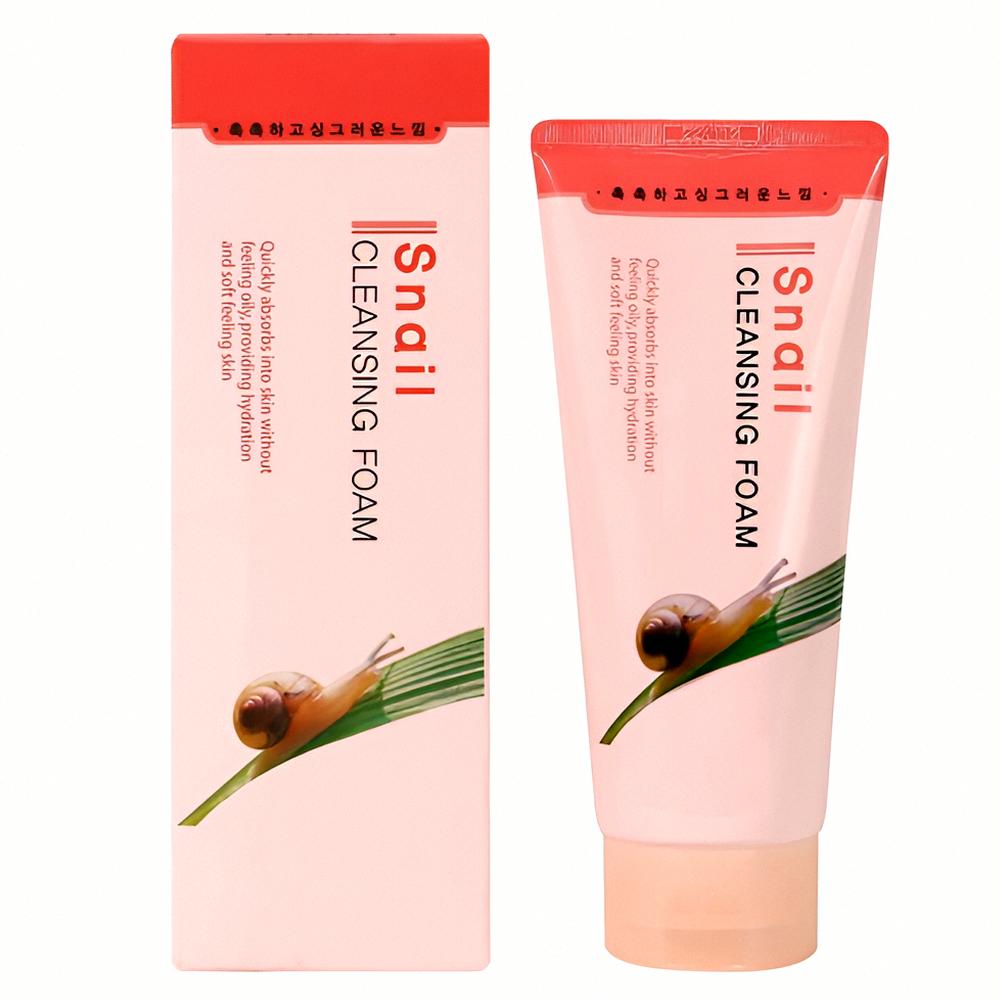 · 촉촉하고싱그러운느낌 ·
Snail
CLEANSING FOAM
Quickly absorbs into skin without
feeling oily, providing hydration
and soft feeling skin
· 촉촉하고싱그러운느낌 ·
Snail
CLEANSING FOAM
Quickly absorbs into skin without
feeling oily, providing hydration
and soft feeling skin